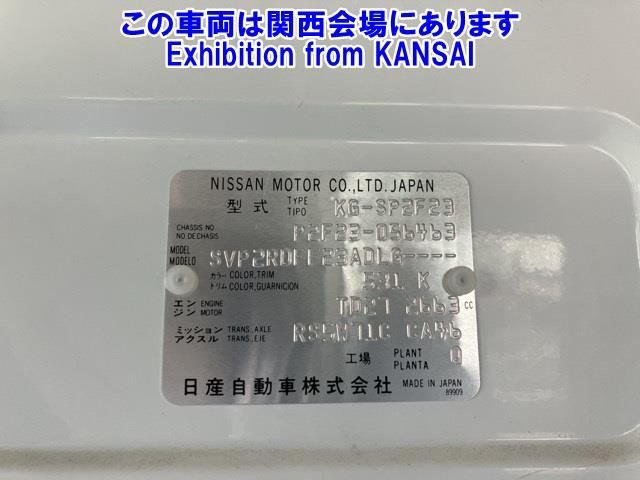 この車両は関西会場にあります
Exhibition from KANSAI
NISSAN MOTOR CO.,LTD.JAPAN
型式 TYPE TIPO KG-SP2F23
CHASSIS NO NO DECHASIS P2F23-056463
MODEL MODELO SVP2RDFF23ADLG----
カラー COLOR,TRIM トリム COLOR,GUARNICION K
エンジン ENGINE MOTOR TD27 2663 cc
ミッション TRANS.,AXLE アクスル TRANS.,EJE RS5W71C CA46
工場 PLANT PLANTA 0
日産自動車株式会社 MADE IN JAPAN
89909